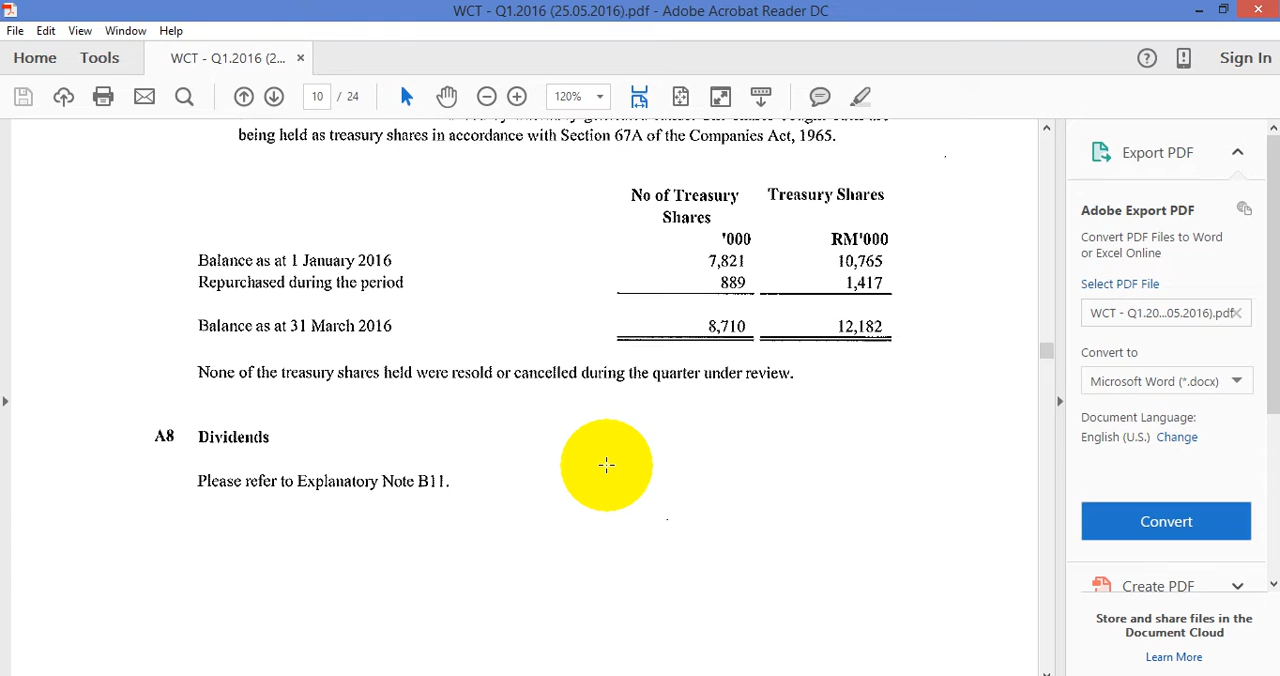 WCT - Q1.2016 (25.05.2016).pdf - Adobe Acrobat Reader DC
File Edit View Window Help
Home Tools WCT - Q1.2016 (2... × Sign In
10 / 24 120%
being held as treasury shares in accordance with Section 67A of the Companies Act, 1965.
No of Treasury Treasury Shares
Shares
'000 RM'000
Balance as at 1 January 2016 7,821 10,765
Repurchased during the period 889 1,417
Balance as at 31 March 2016 8,710 12,182
None of the treasury shares held were resold or cancelled during the quarter under review.
A8 Dividends
Please refer to Explanatory Note B11.
Export PDF
Adobe Export PDF
Convert PDF Files to Word
or Excel Online
Select PDF File
WCT - Q1.20...05.2016).pdf
Convert to
Microsoft Word (*.docx)
Document Language:
English (U.S.) Change
Convert
Create PDF
Store and share files in the
Document Cloud
Learn More